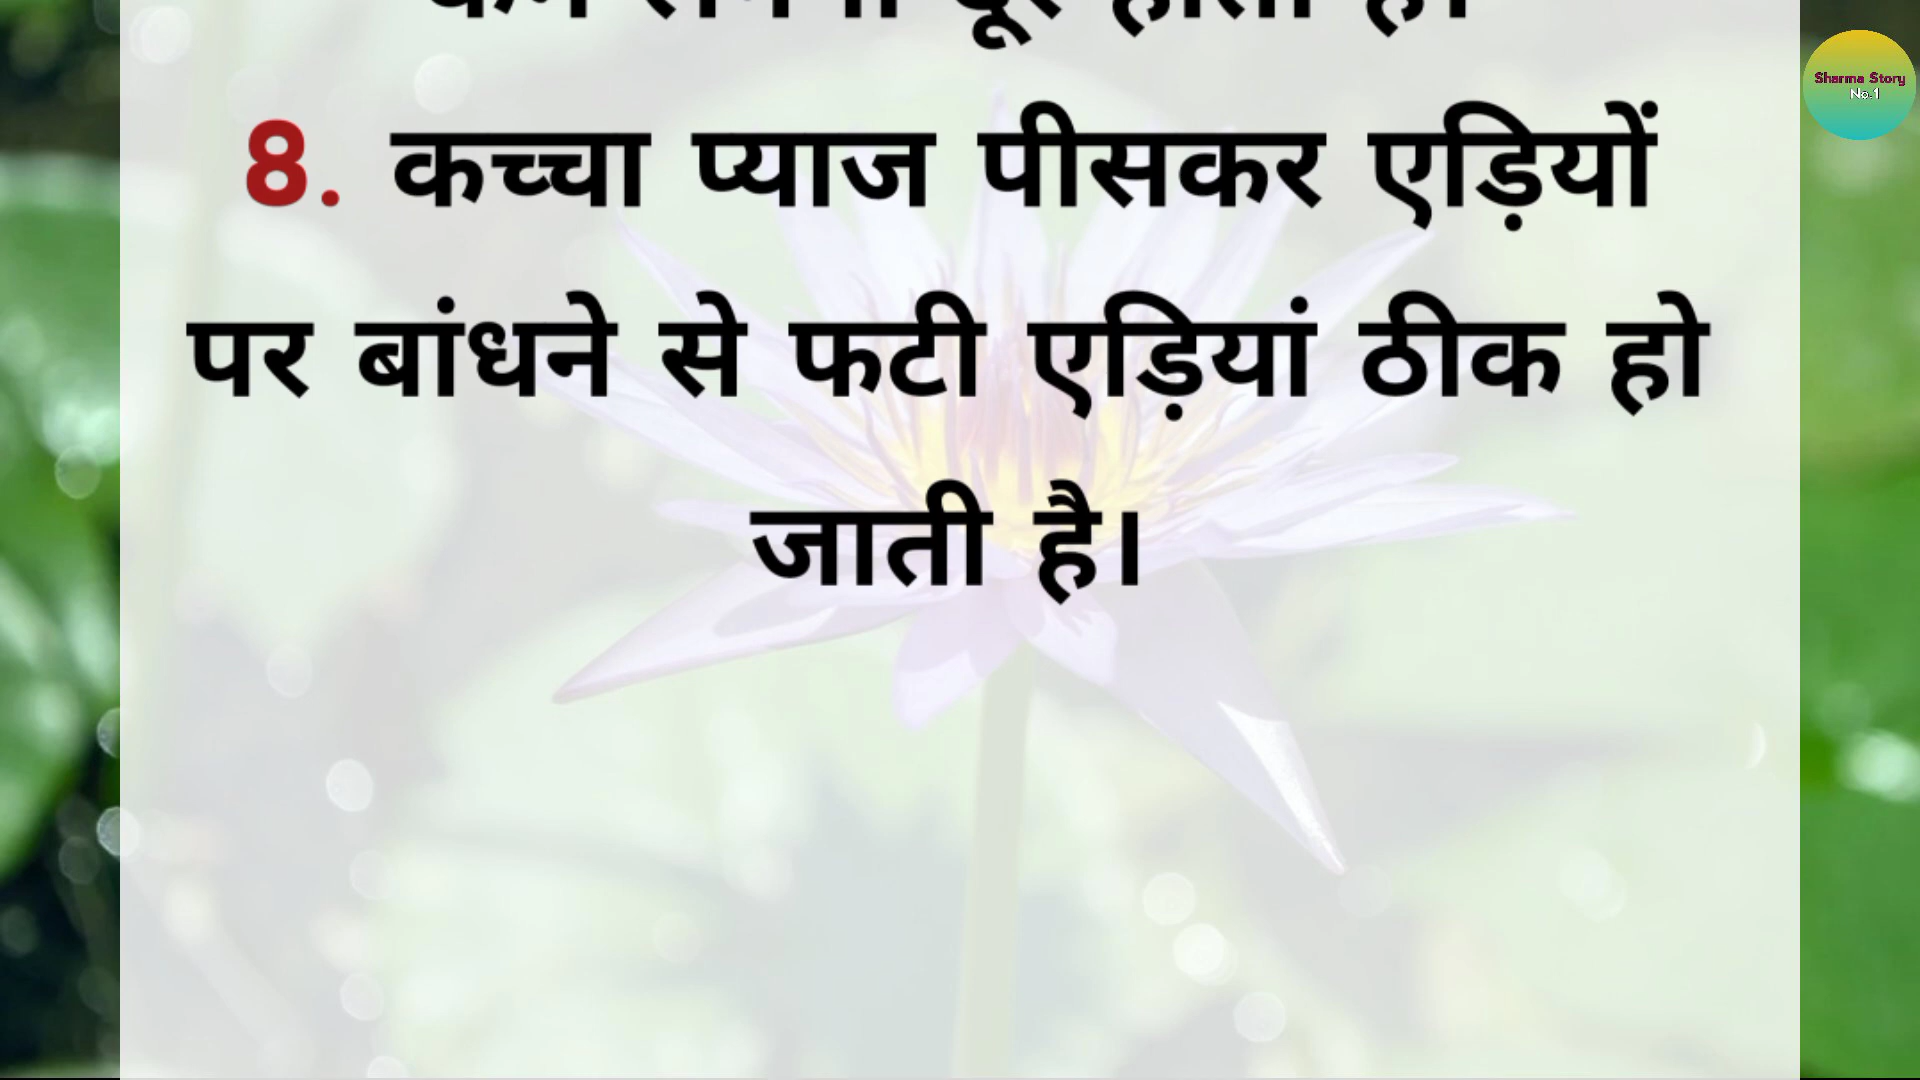 दूर होता है।
8. कच्चा प्याज पीसकर एड़ियों
पर बांधने से फटी एड़ियां ठीक हो
जाती है।
Sharma Story
No.1